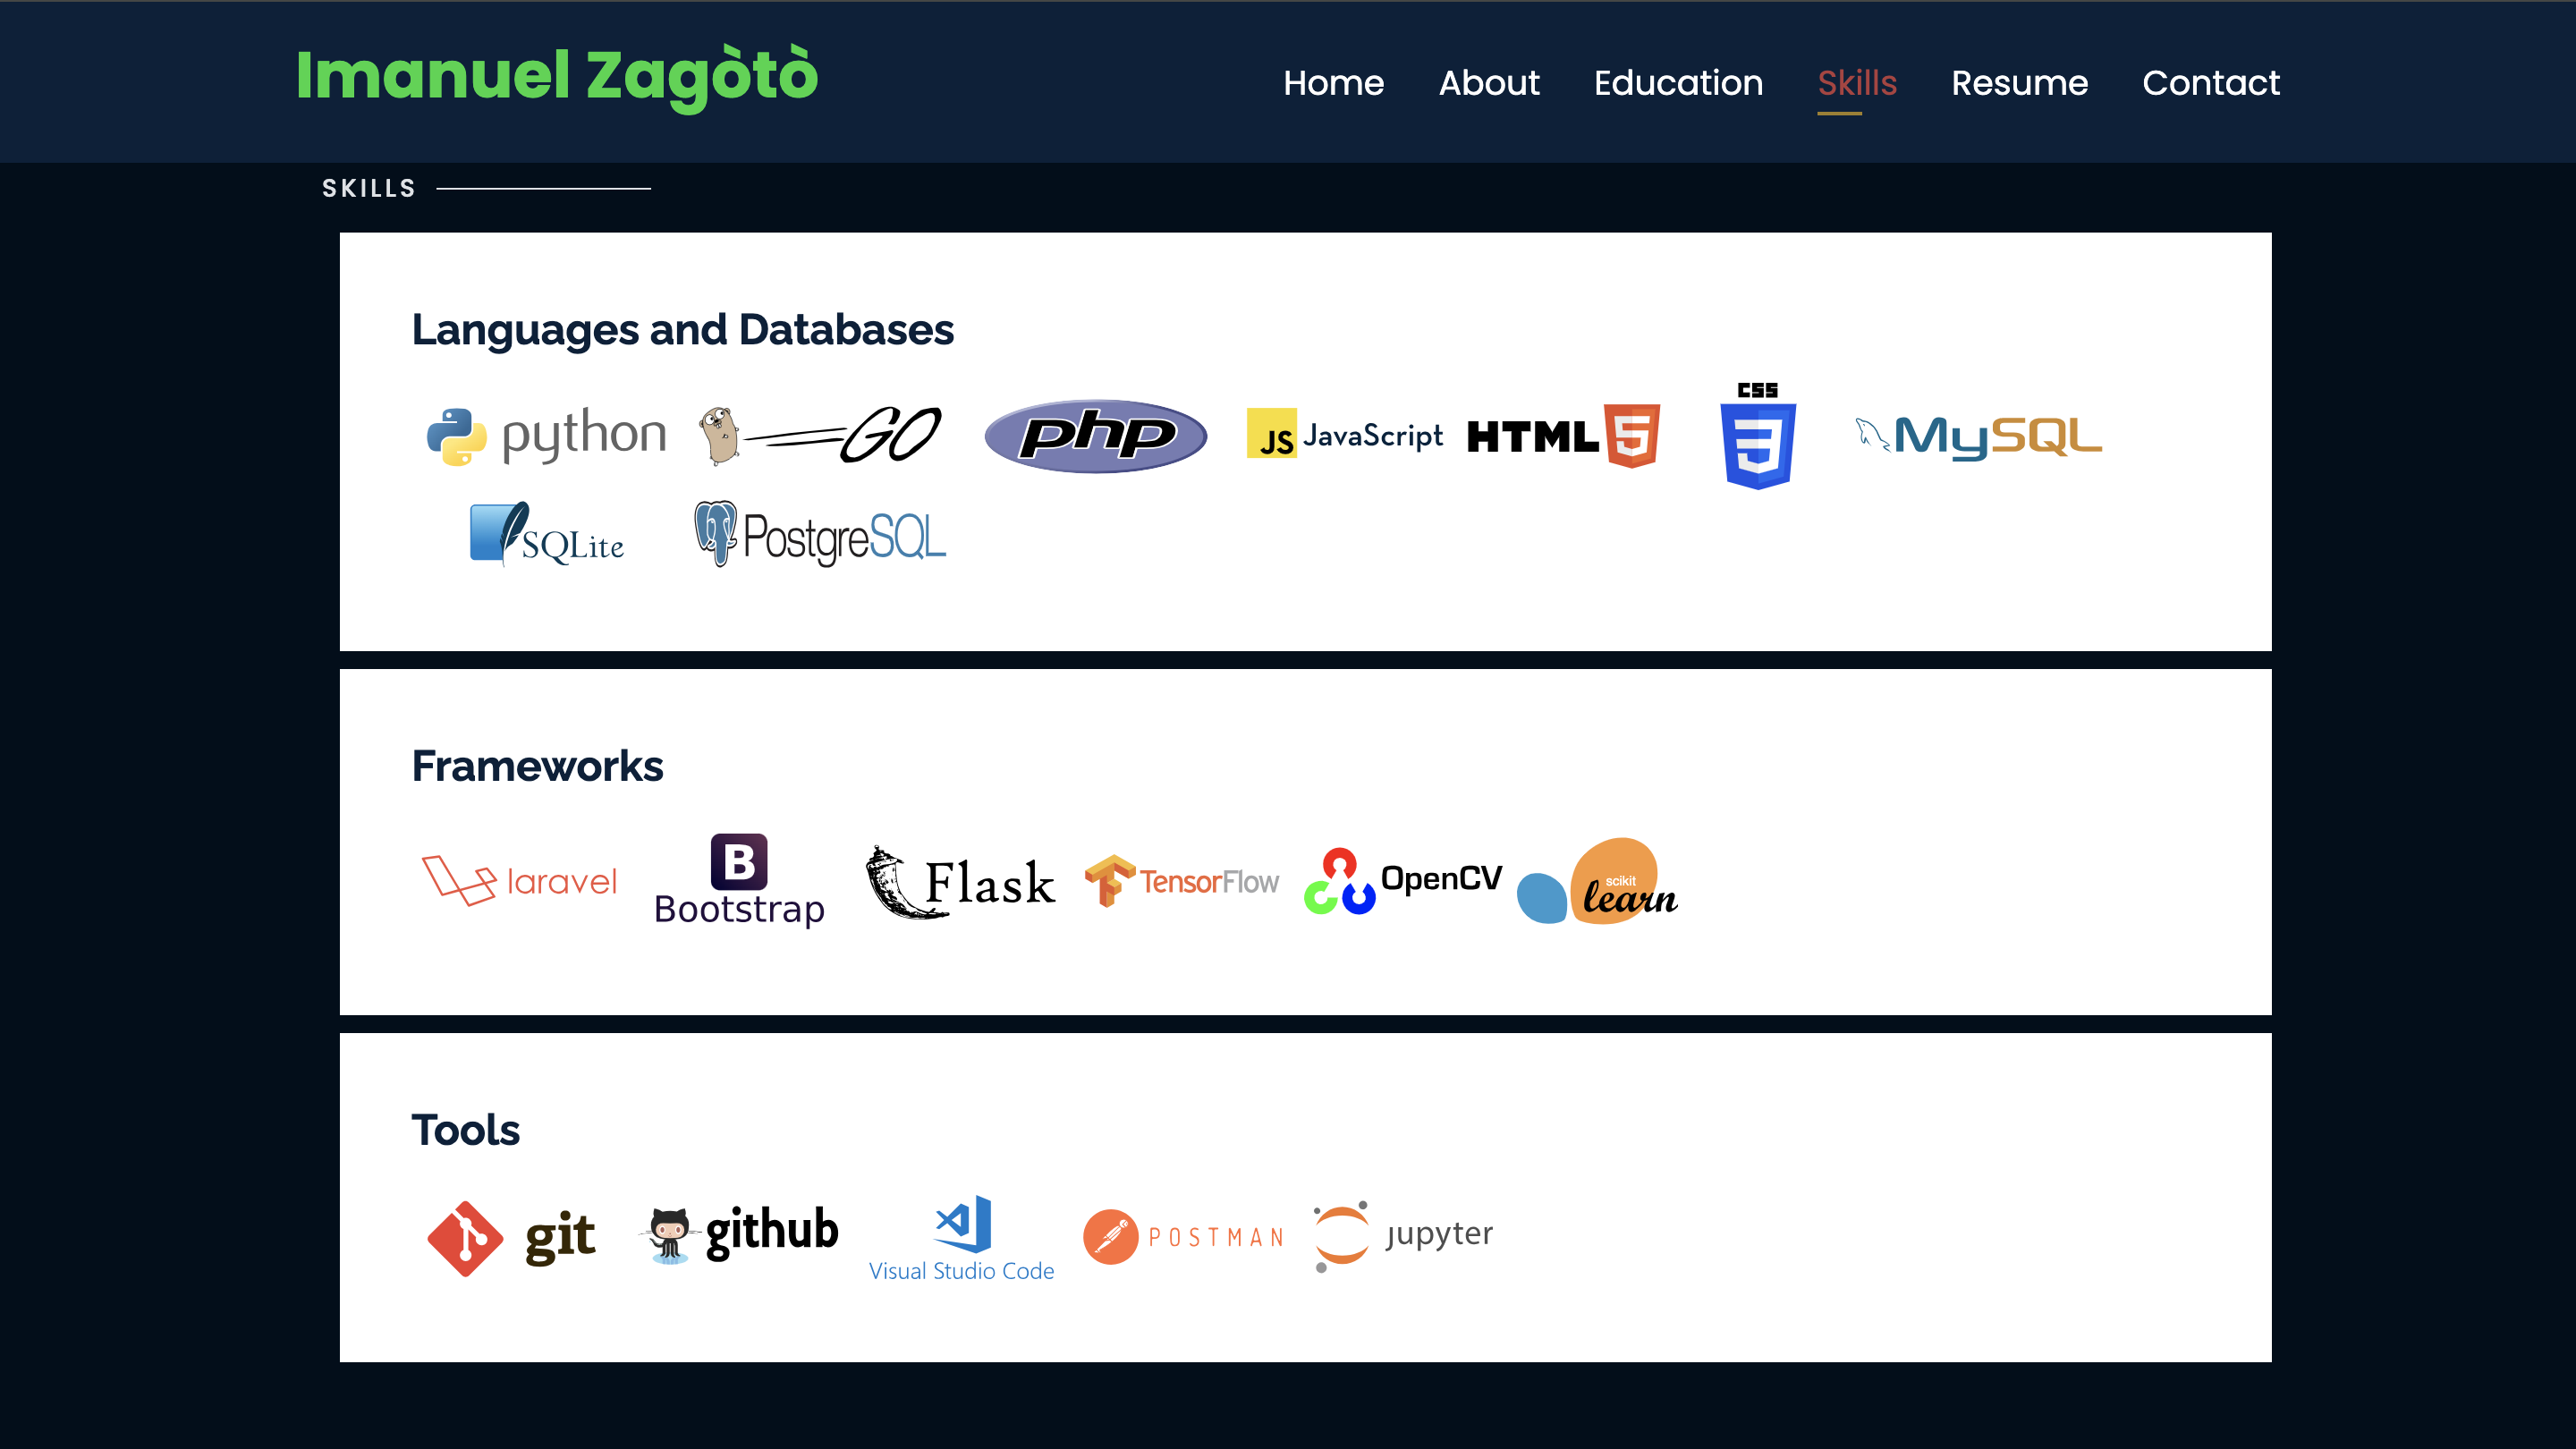 Imanuel Zagòtò
Home About Education Skills Resume Contact
SKILLS
Languages and Databases
python GO php JS JavaScript HTML 5 CSS 3 MySQL
SQLite PostgreSQL
Frameworks
laravel B Bootstrap Flask TensorFlow OpenCV scikit learn
Tools
git github Visual Studio Code POSTMAN jupyter